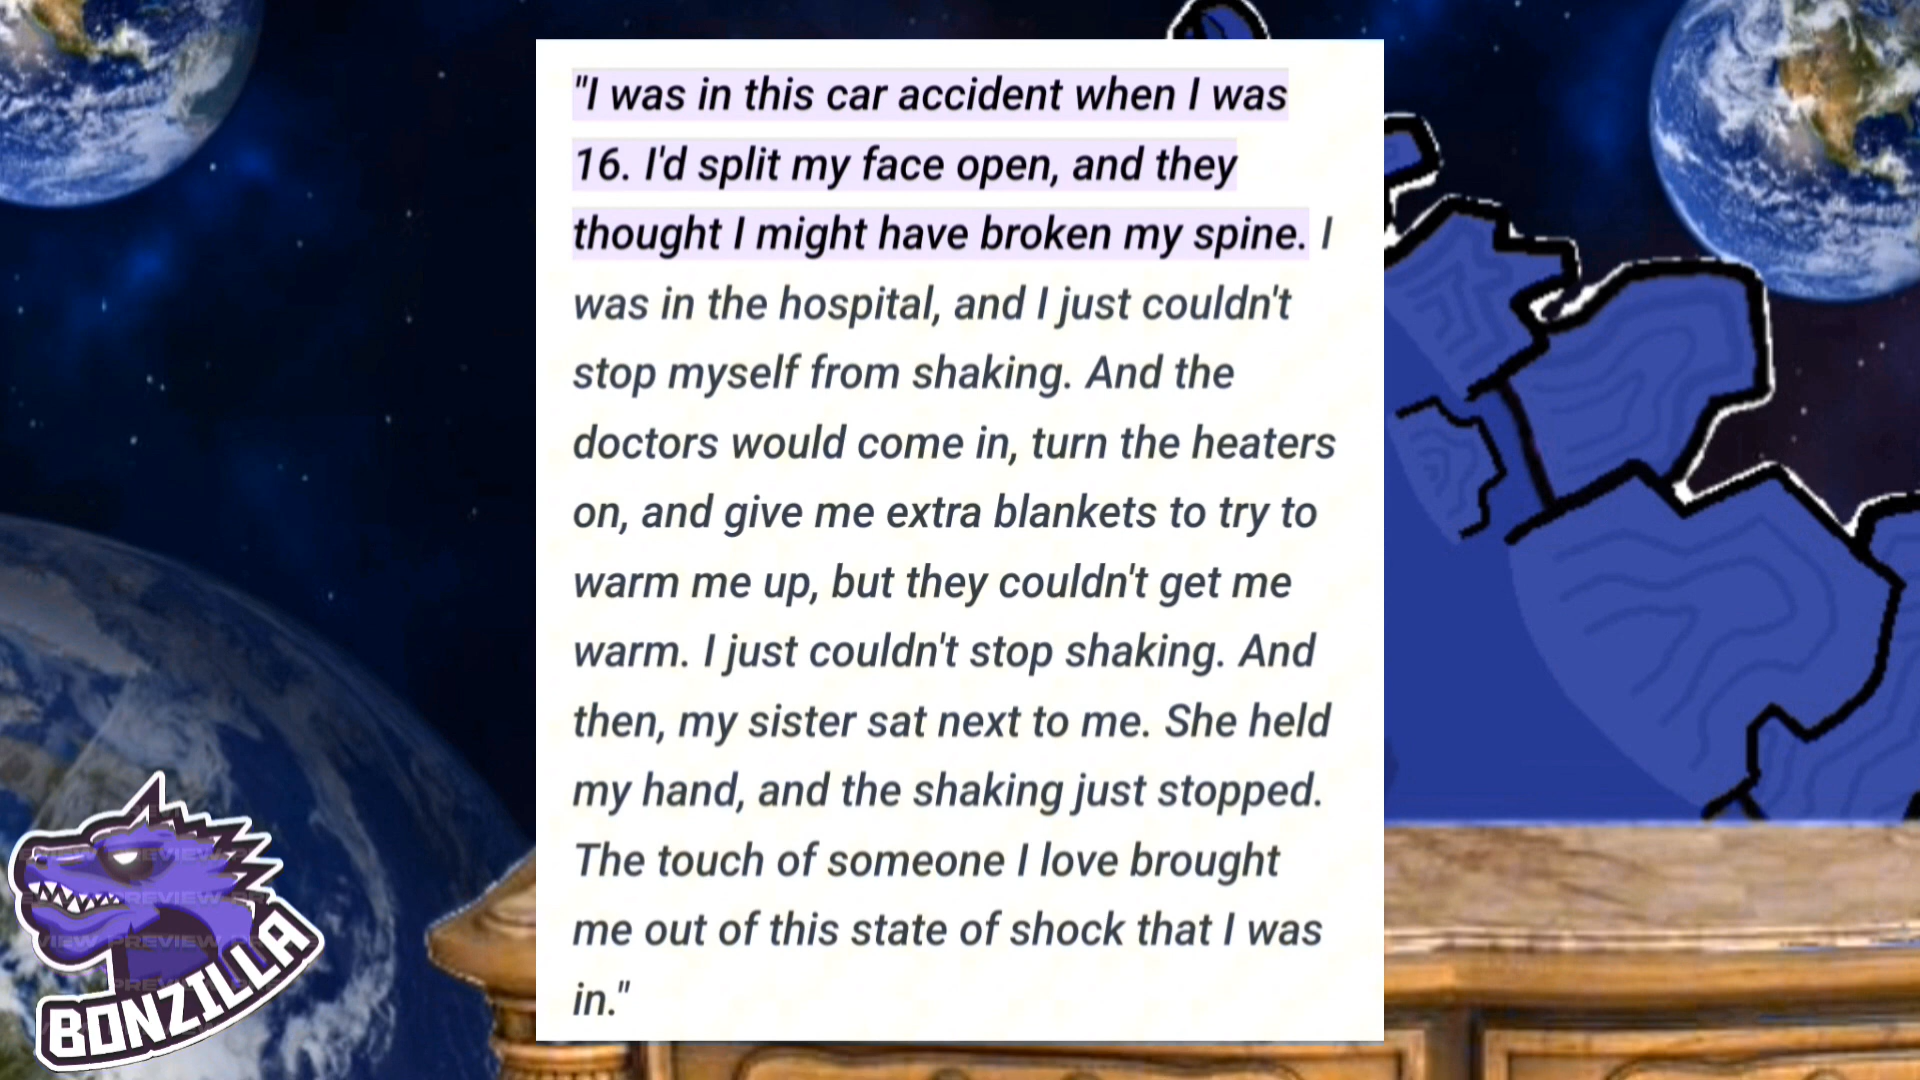 "I was in this car accident when I was
16. I'd split my face open, and they
thought I might have broken my spine. I
was in the hospital, and I just couldn't
stop myself from shaking. And the
doctors would come in, turn the heaters
on, and give me extra blankets to try to
warm me up, but they couldn't get me
warm. I just couldn't stop shaking. And
then, my sister sat next to me. She held
my hand, and the shaking just stopped.
The touch of someone I love brought
me out of this state of shock that I was
in."
PREVIEW
PREVIEW
VIEW PREVIEW
PREVIEW
BONZILLA